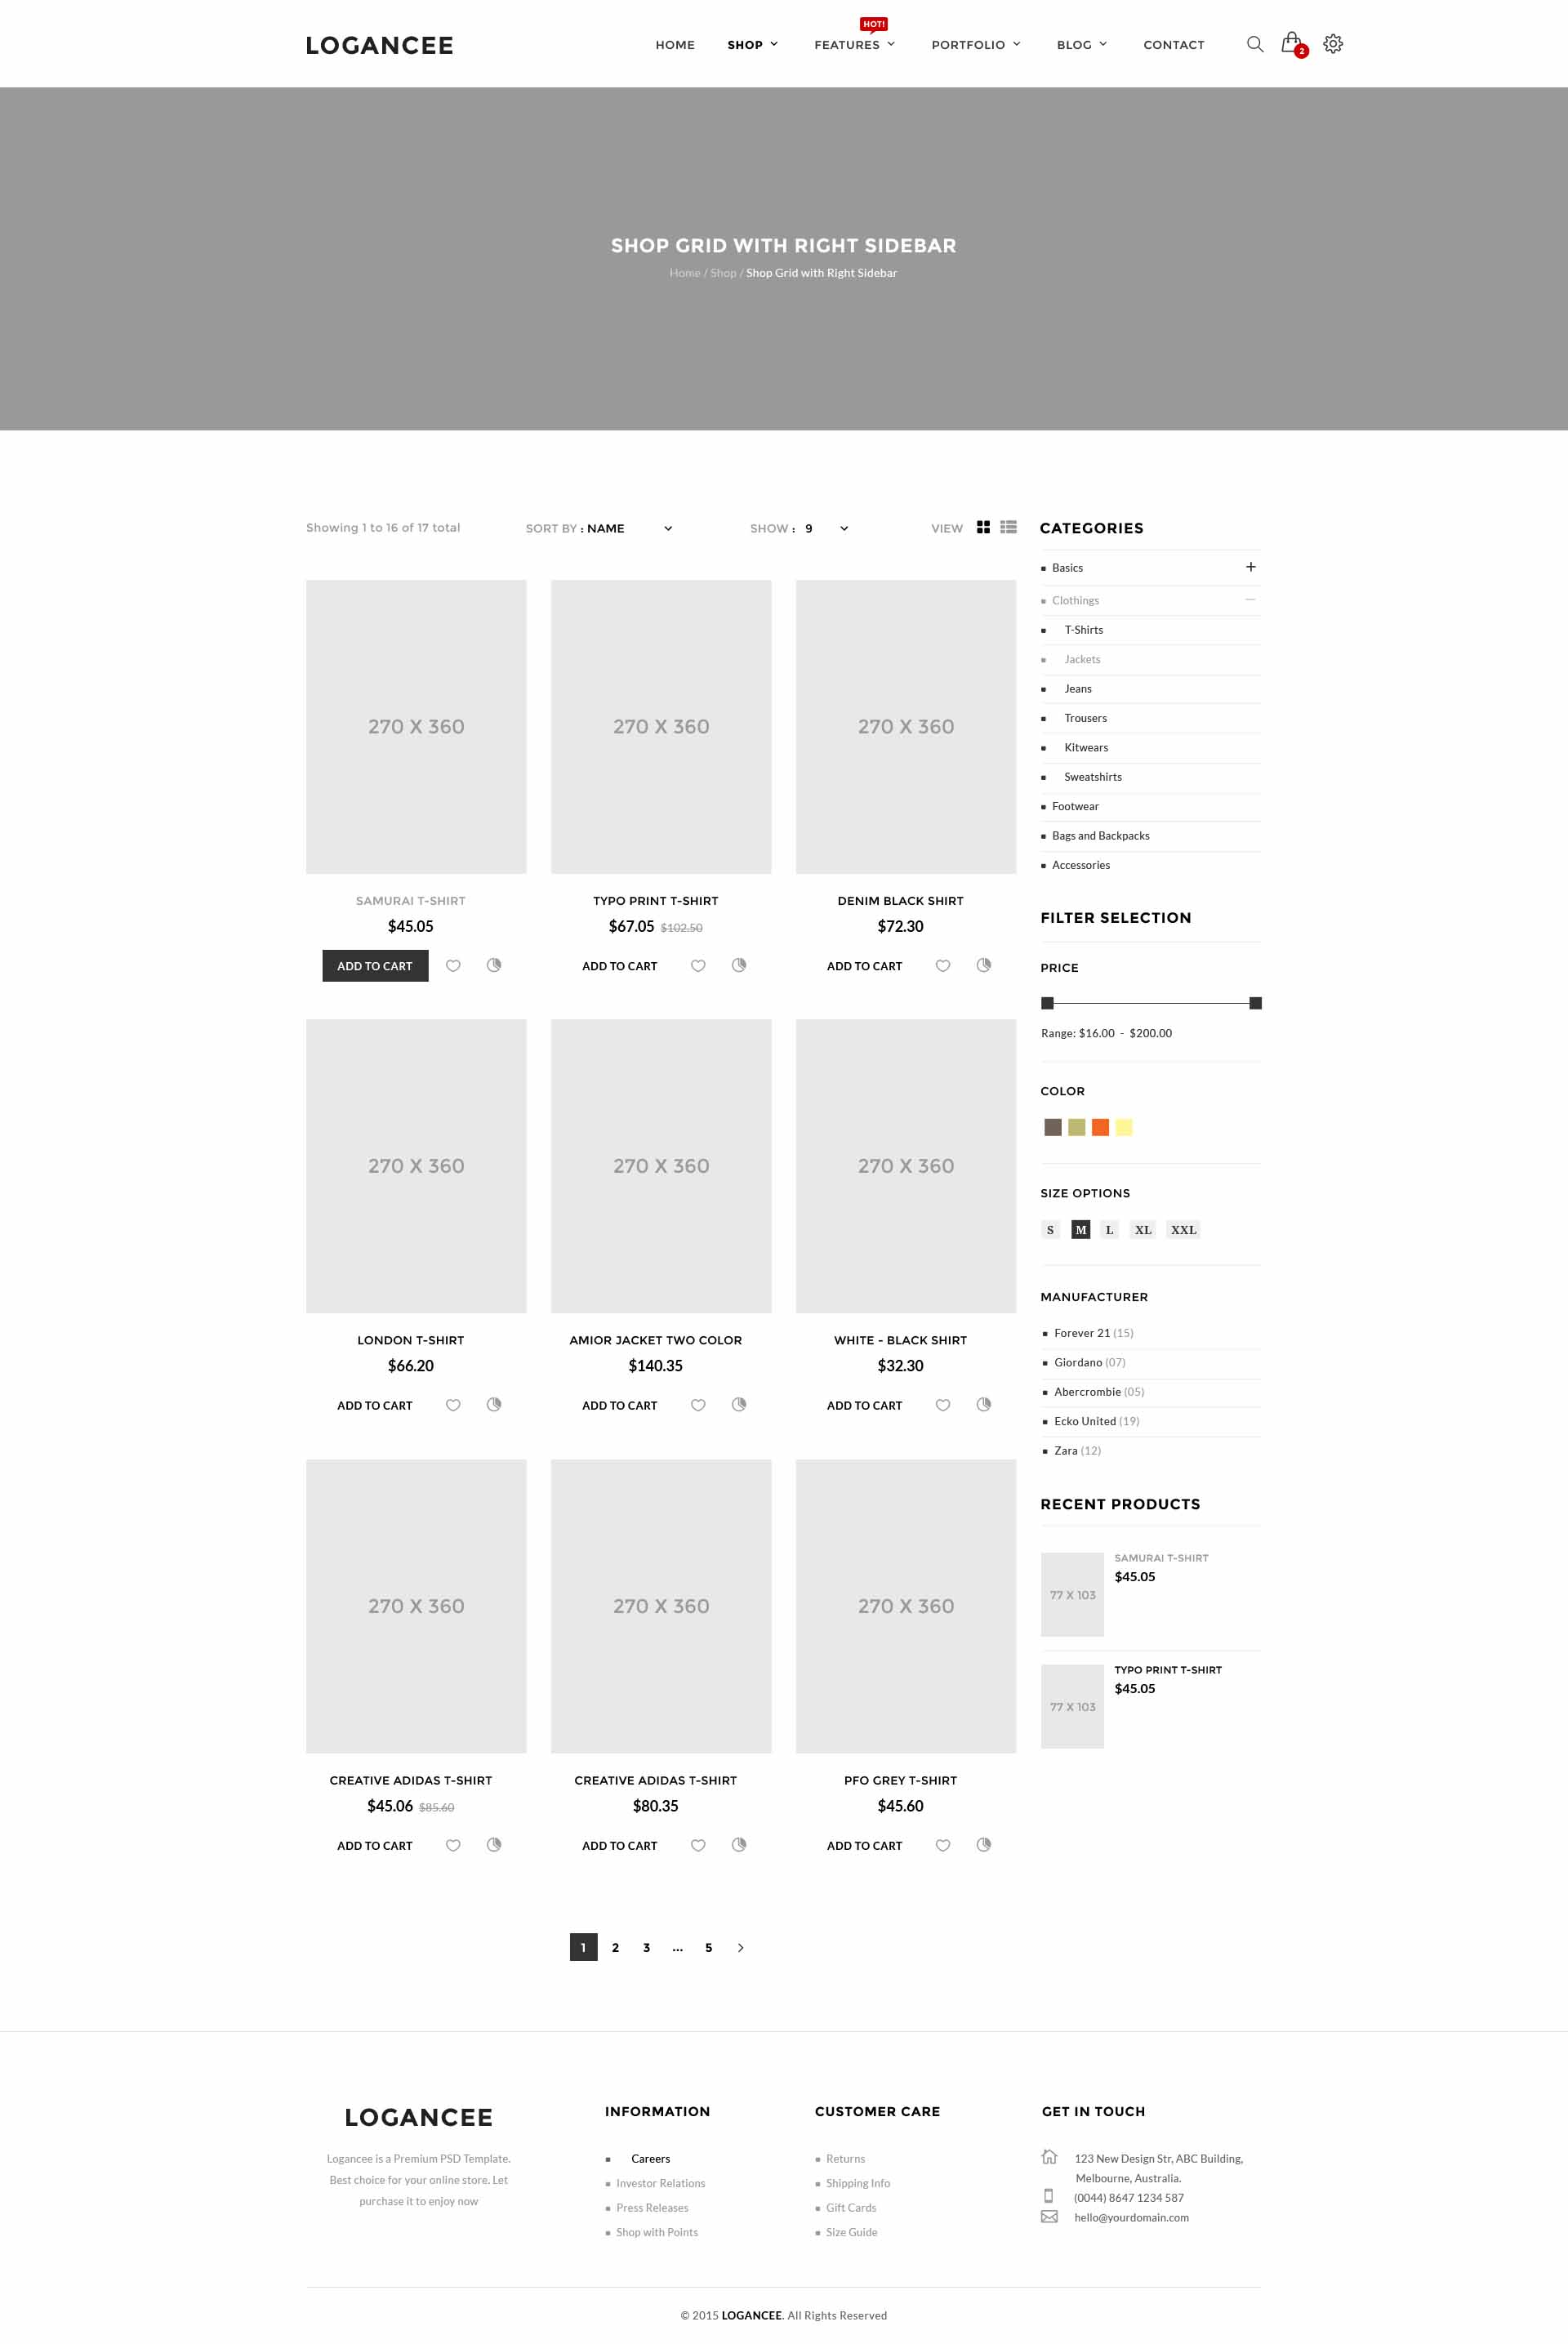 LOGANCEE
HOME SHOP FEATURES HOT! PORTFOLIO BLOG CONTACT 2
SHOP GRID WITH RIGHT SIDEBAR
Home / Shop / Shop Grid with Right Sidebar
Showing 1 to 16 of 17 total SORT BY : NAME SHOW : 9 VIEW
270 X 360 270 X 360 270 X 360
SAMURAI T-SHIRT TYPO PRINT T-SHIRT DENIM BLACK SHIRT
$45.05 $67.05 $102.50 $72.30
ADD TO CART ADD TO CART ADD TO CART
270 X 360 270 X 360 270 X 360
LONDON T-SHIRT AMIOR JACKET TWO COLOR WHITE - BLACK SHIRT
$66.20 $140.35 $32.30
ADD TO CART ADD TO CART ADD TO CART
270 X 360 270 X 360 270 X 360
CREATIVE ADIDAS T-SHIRT CREATIVE ADIDAS T-SHIRT PFO GREY T-SHIRT
$45.06 $85.60 $80.35 $45.60
ADD TO CART ADD TO CART ADD TO CART
1 2 3 ... 5
CATEGORIES
Basics
Clothings
T-Shirts
Jackets
Jeans
Trousers
Kitwears
Sweatshirts
Footwear
Bags and Backpacks
Accessories
FILTER SELECTION
PRICE
Range: $16.00 - $200.00
COLOR
SIZE OPTIONS
S M L XL XXL
MANUFACTURER
Forever 21 (15)
Giordano (07)
Abercrombie (05)
Ecko United (19)
Zara (12)
RECENT PRODUCTS
77 X 103
SAMURAI T-SHIRT
$45.05
77 X 103
TYPO PRINT T-SHIRT
$45.05
LOGANCEE
Logancee is a Premium PSD Template.
Best choice for your online store. Let
purchase it to enjoy now
INFORMATION
Careers
Investor Relations
Press Releases
Shop with Points
CUSTOMER CARE
Returns
Shipping Info
Gift Cards
Size Guide
GET IN TOUCH
123 New Design Str, ABC Building,
Melbourne, Australia.
(0044) 8647 1234 587
hello@yourdomain.com
© 2015 LOGANCEE. All Rights Reserved